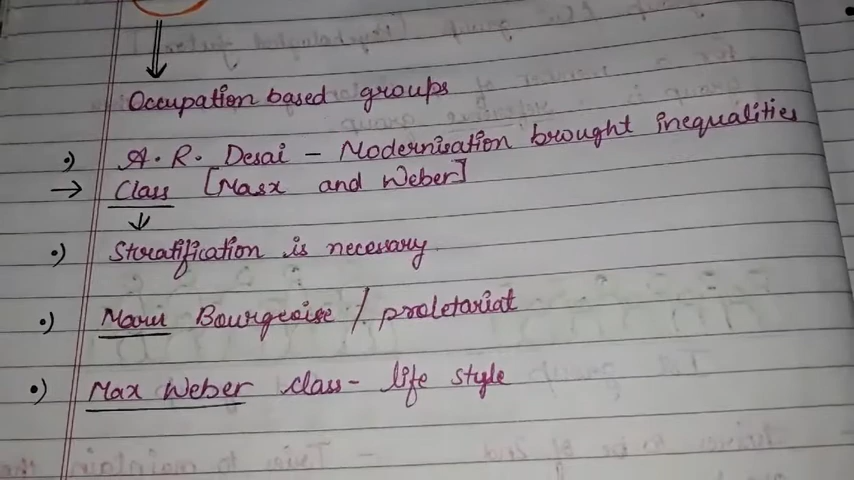 Occupation based groups
•) A. R. Desai - Modernisation brought inequalities
→ Class [Marx and Weber]
•) Stratification is necessary
•) Bourgeoise / proletariat
•) Max Weber class - life style